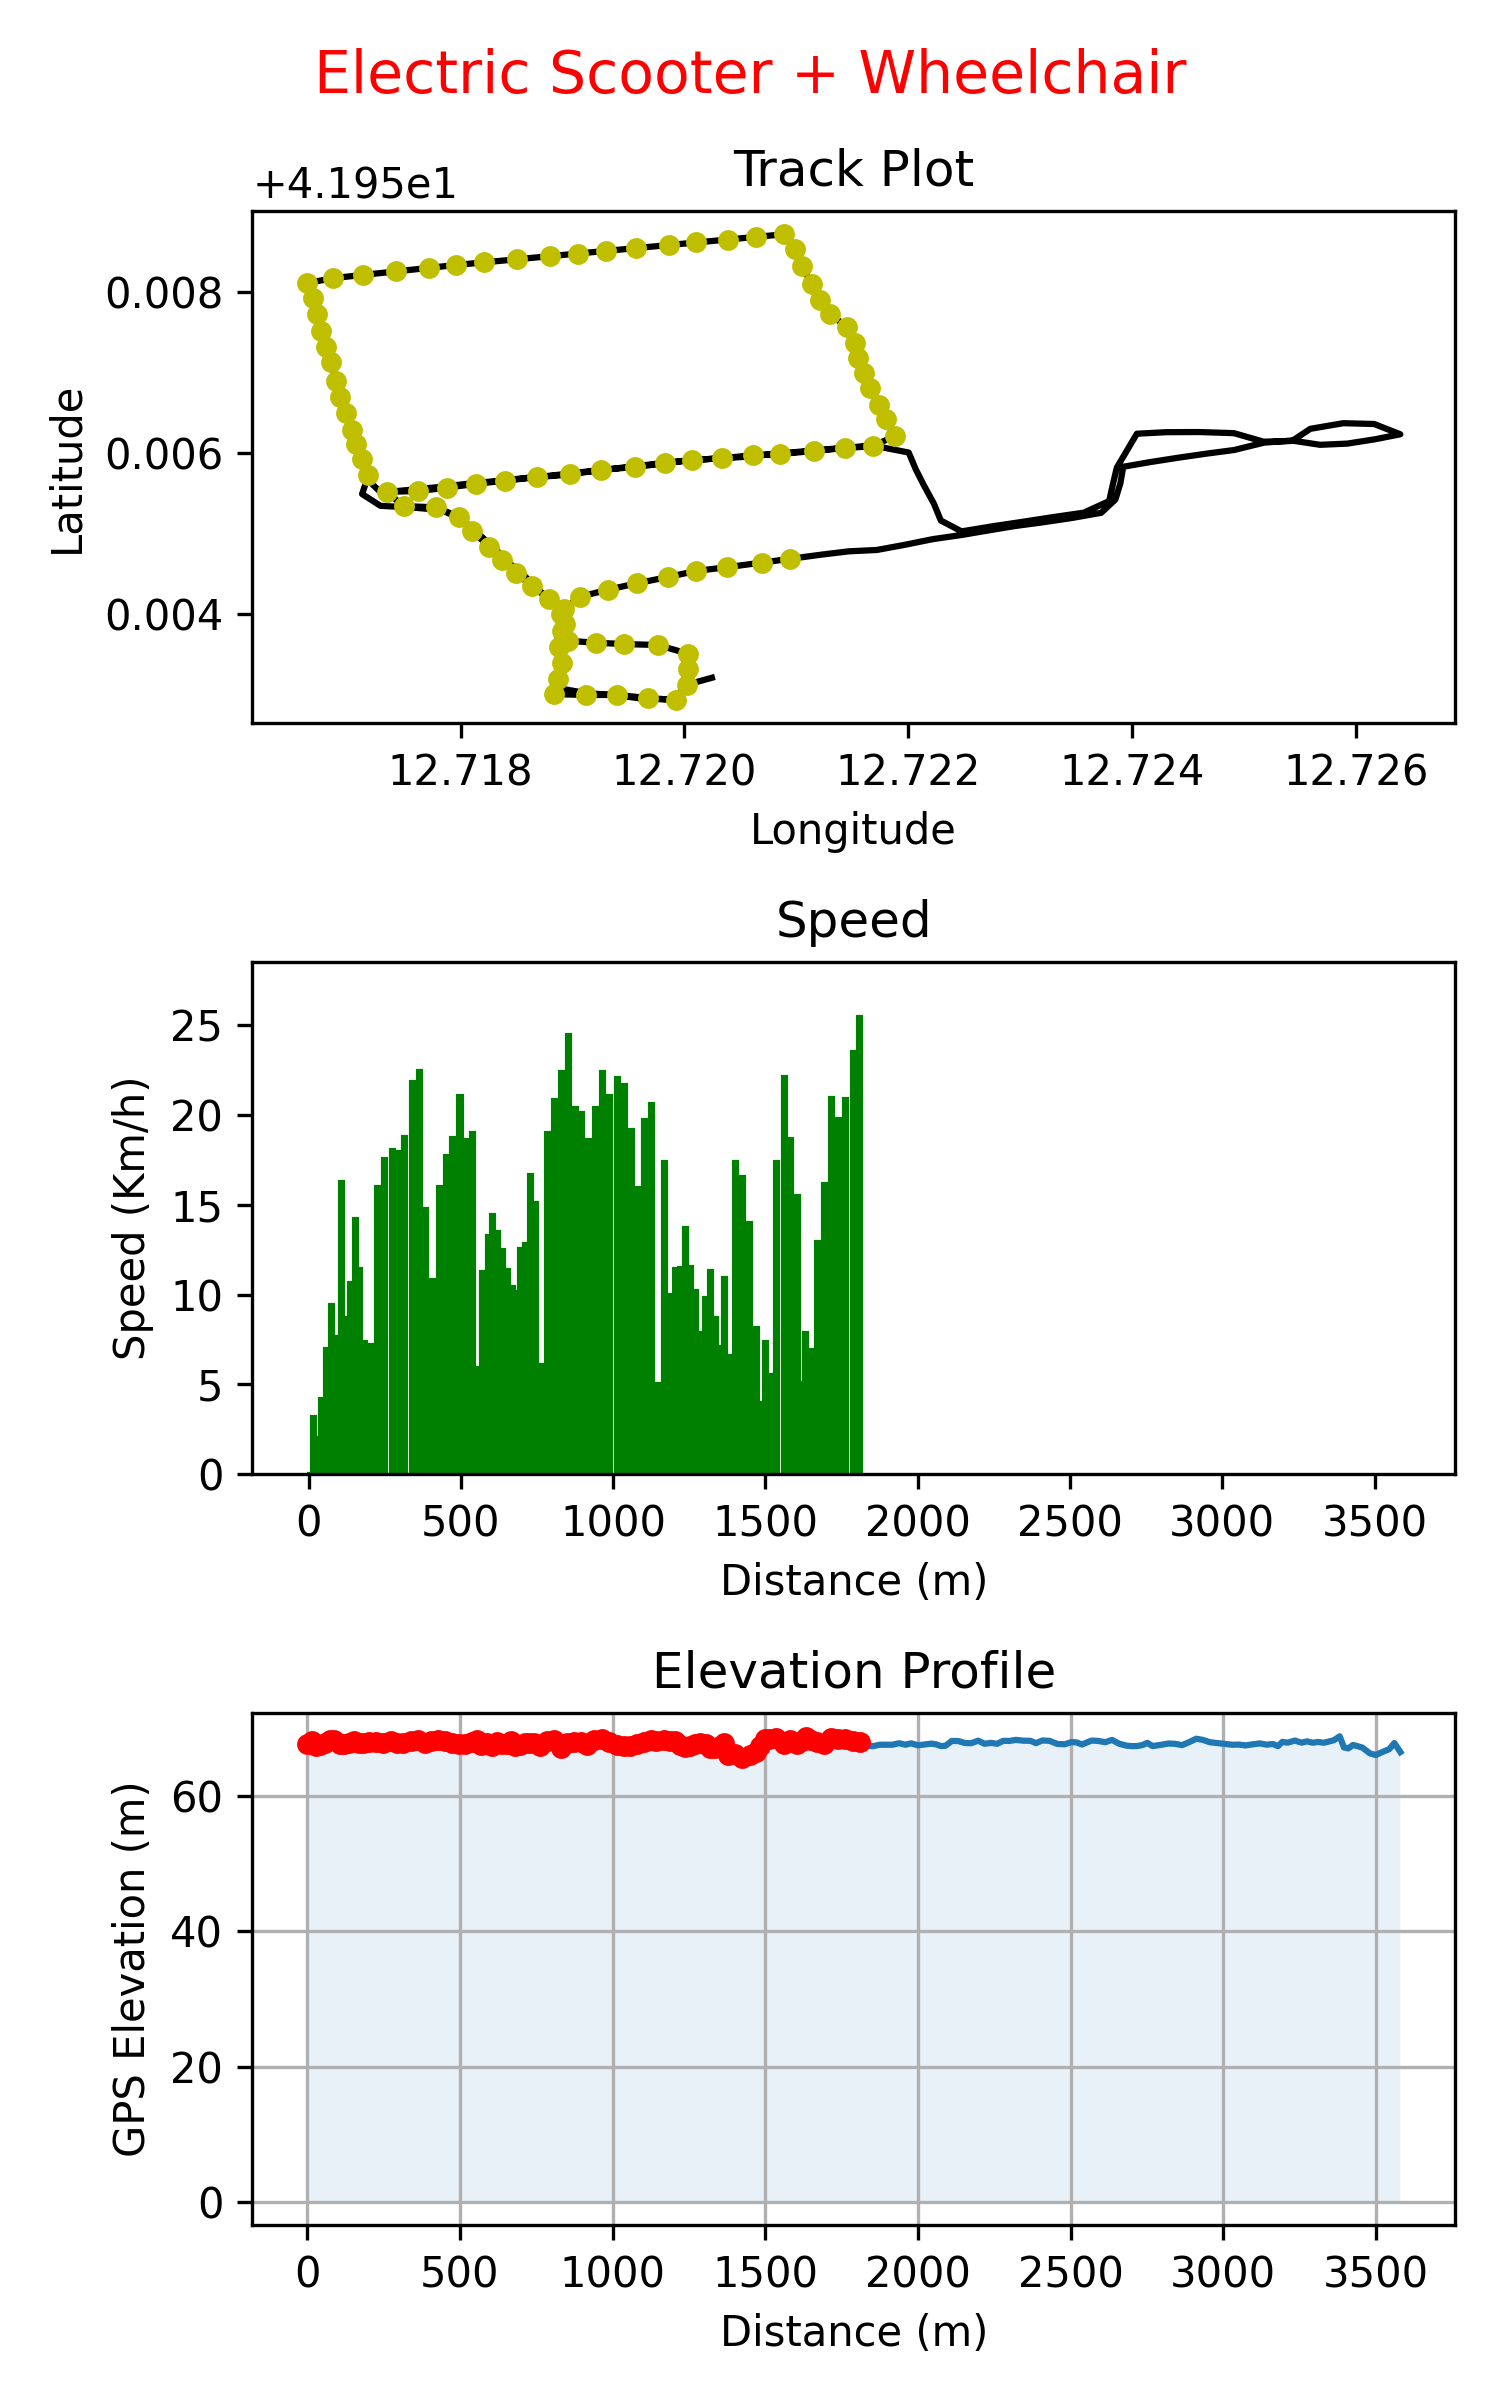 Electric Scooter + Wheelchair
Track Plot
+4.195e1
0.008
0.006
0.004
Latitude
12.718 12.720 12.722 12.724 12.726
Longitude
Speed
25
20
15
10
5
0
Speed (Km/h)
0 500 1000 1500 2000 2500 3000 3500
Distance (m)
Elevation Profile
60
40
20
0
GPS Elevation (m)
0 500 1000 1500 2000 2500 3000 3500
Distance (m)